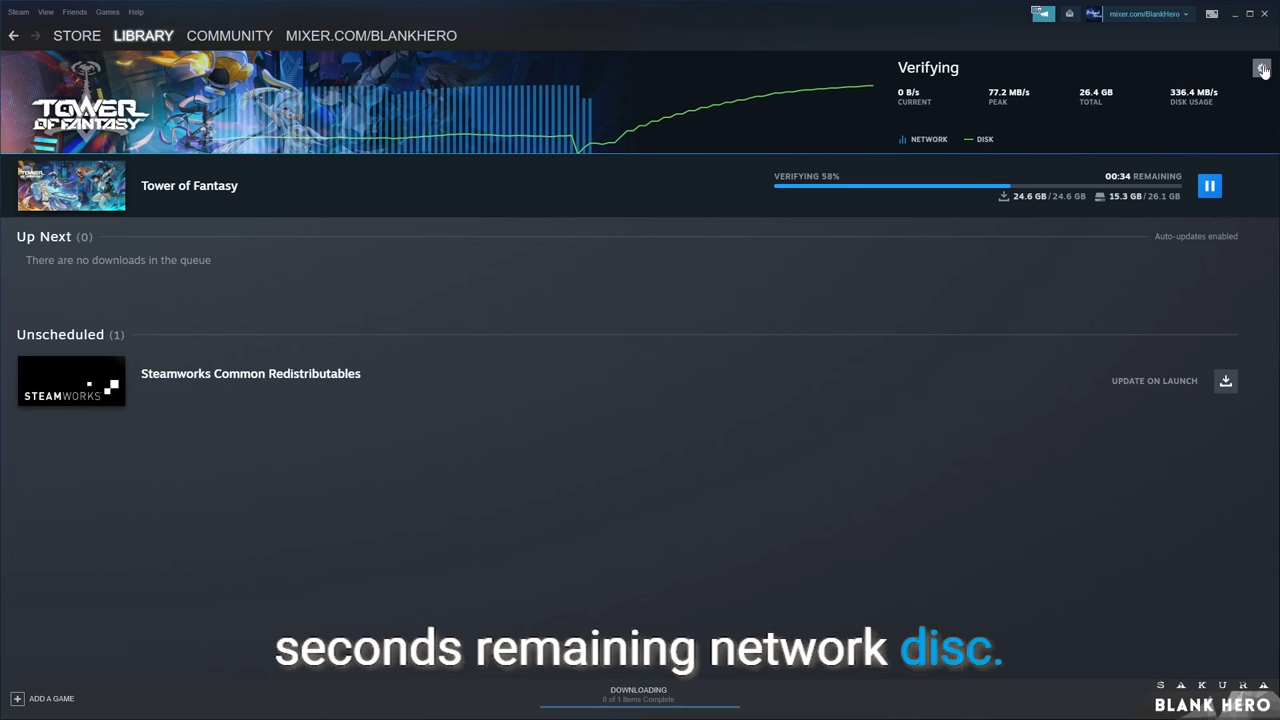 Steam View Friends Games Help
mixer.com/BlankHero
STORE LIBRARY COMMUNITY MIXER.COM/BLANKHERO
TOWER
OF FANTASY
Verifying
0 B/s 77.2 MB/s 26.4 GB 336.4 MB/s
CURRENT PEAK TOTAL DISK USAGE
NETWORK DISK
Tower of Fantasy
VERIFYING 58% 00:34 REMAINING
24.6 GB / 24.6 GB 15.3 GB / 26.1 GB
Up Next (0) Auto-updates enabled
There are no downloads in the queue
Unscheduled (1)
STEAMWORKS
Steamworks Common Redistributables
UPDATE ON LAUNCH
seconds remaining network disc.
ADD A GAME
DOWNLOADING
0 of 1 Items Complete
SAKURA
BLANK HERO